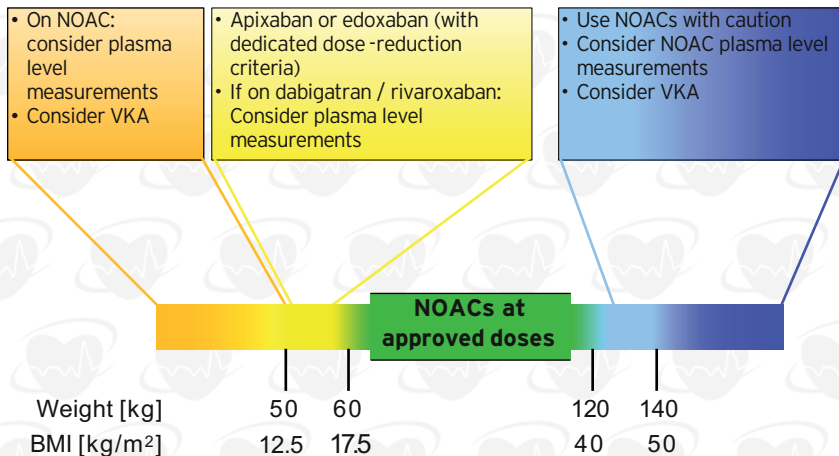 • On NOAC:
consider plasma
level
measurements
• Consider VKA
• Apixaban or edoxaban (with
dedicated dose-reduction
criteria)
• If on dabigatran / rivaroxaban:
Consider plasma level
measurements
• Use NOACs with caution
• Consider NOAC plasma level
measurements
• Consider VKA
NOACs at
approved doses
Weight [kg] 50 60 120 140
BMI [kg/m²] 12.5 17.5 40 50